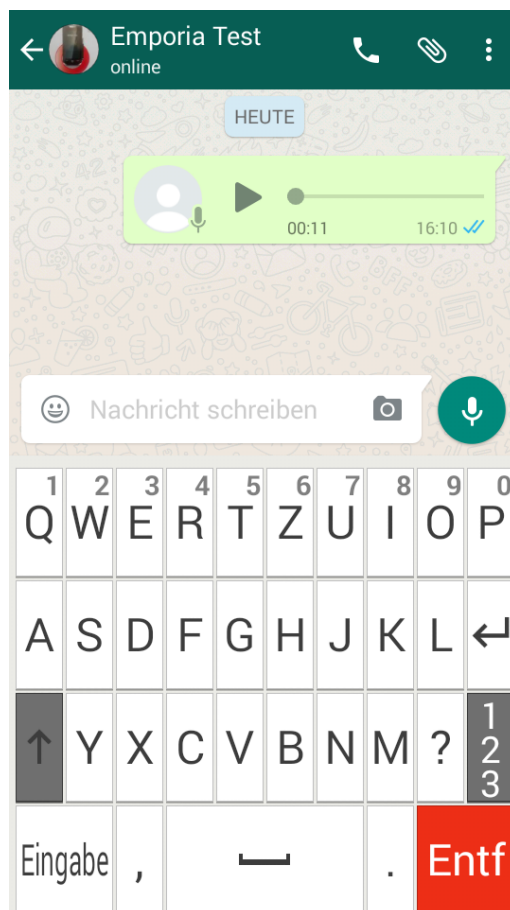 Emporia Test
online
HEUTE
00:11 16:10
Nachricht schreiben
1 2 3 4 5 6 7 8 9 0
Q W E R T Z U I O P
A S D F G H J K L
Y X C V B N M ? 1 2 3
Eingabe , . Entf